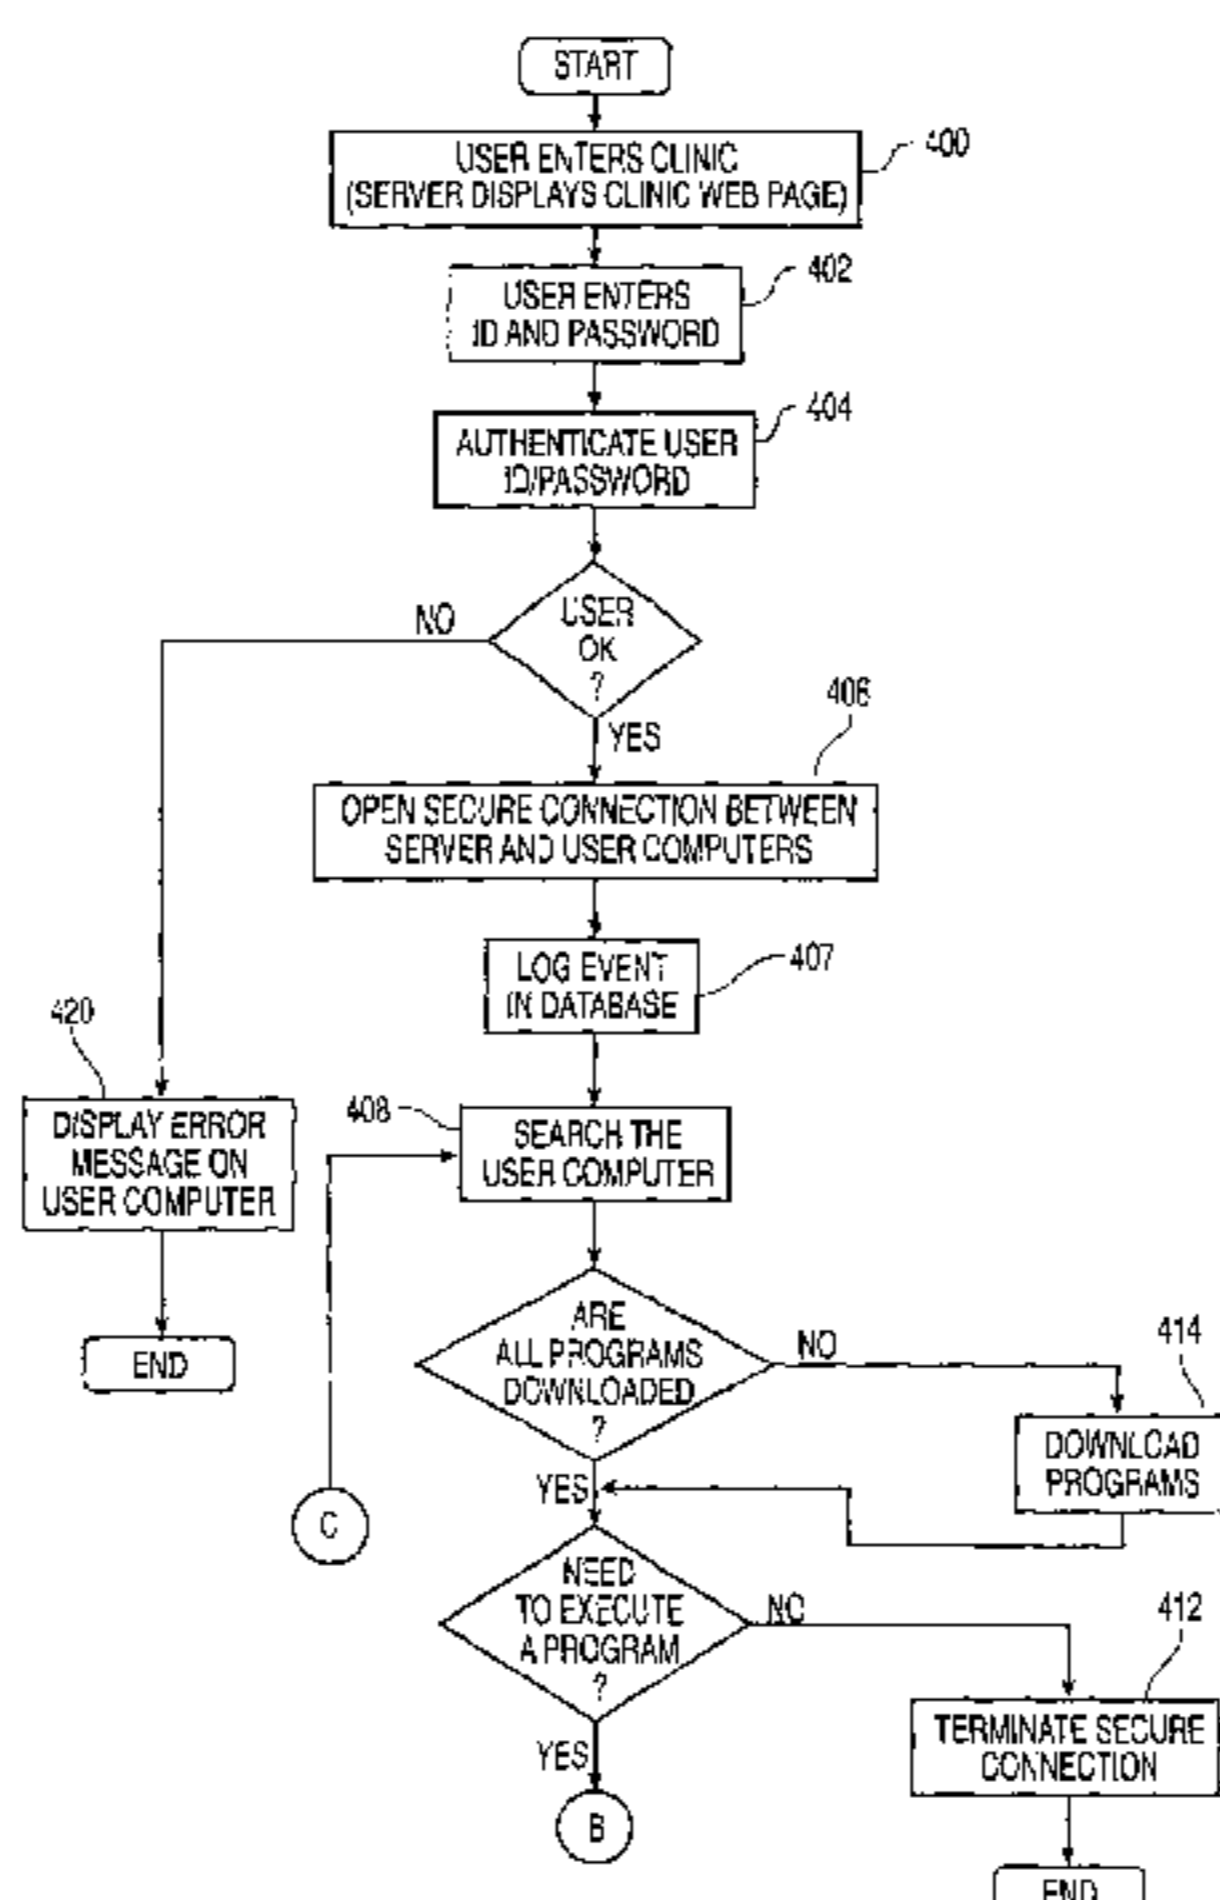 START
USER ENTERS CLINIC
(SERVER DISPLAYS CLINIC WEB PAGE)
400
USER ENTERS
ID AND PASSWORD
402
AUTHENTICATE USER
ID/PASSWORD
404
USER
OK
?
NO
YES
406
OPEN SECURE CONNECTION BETWEEN
SERVER AND USER COMPUTERS
LOG EVENT
IN DATABASE
407
420
DISPLAY ERROR
MESSAGE ON
USER COMPUTER
END
408
SEARCH THE
USER COMPUTER
ARE
ALL PROGRAMS
DOWNLOADED
?
NO
414
DOWNLOAD
PROGRAMS
YES
C
NEED
TO EXECUTE
A PROGRAM
?
NO
412
TERMINATE SECURE
CONNECTION
YES
B
END